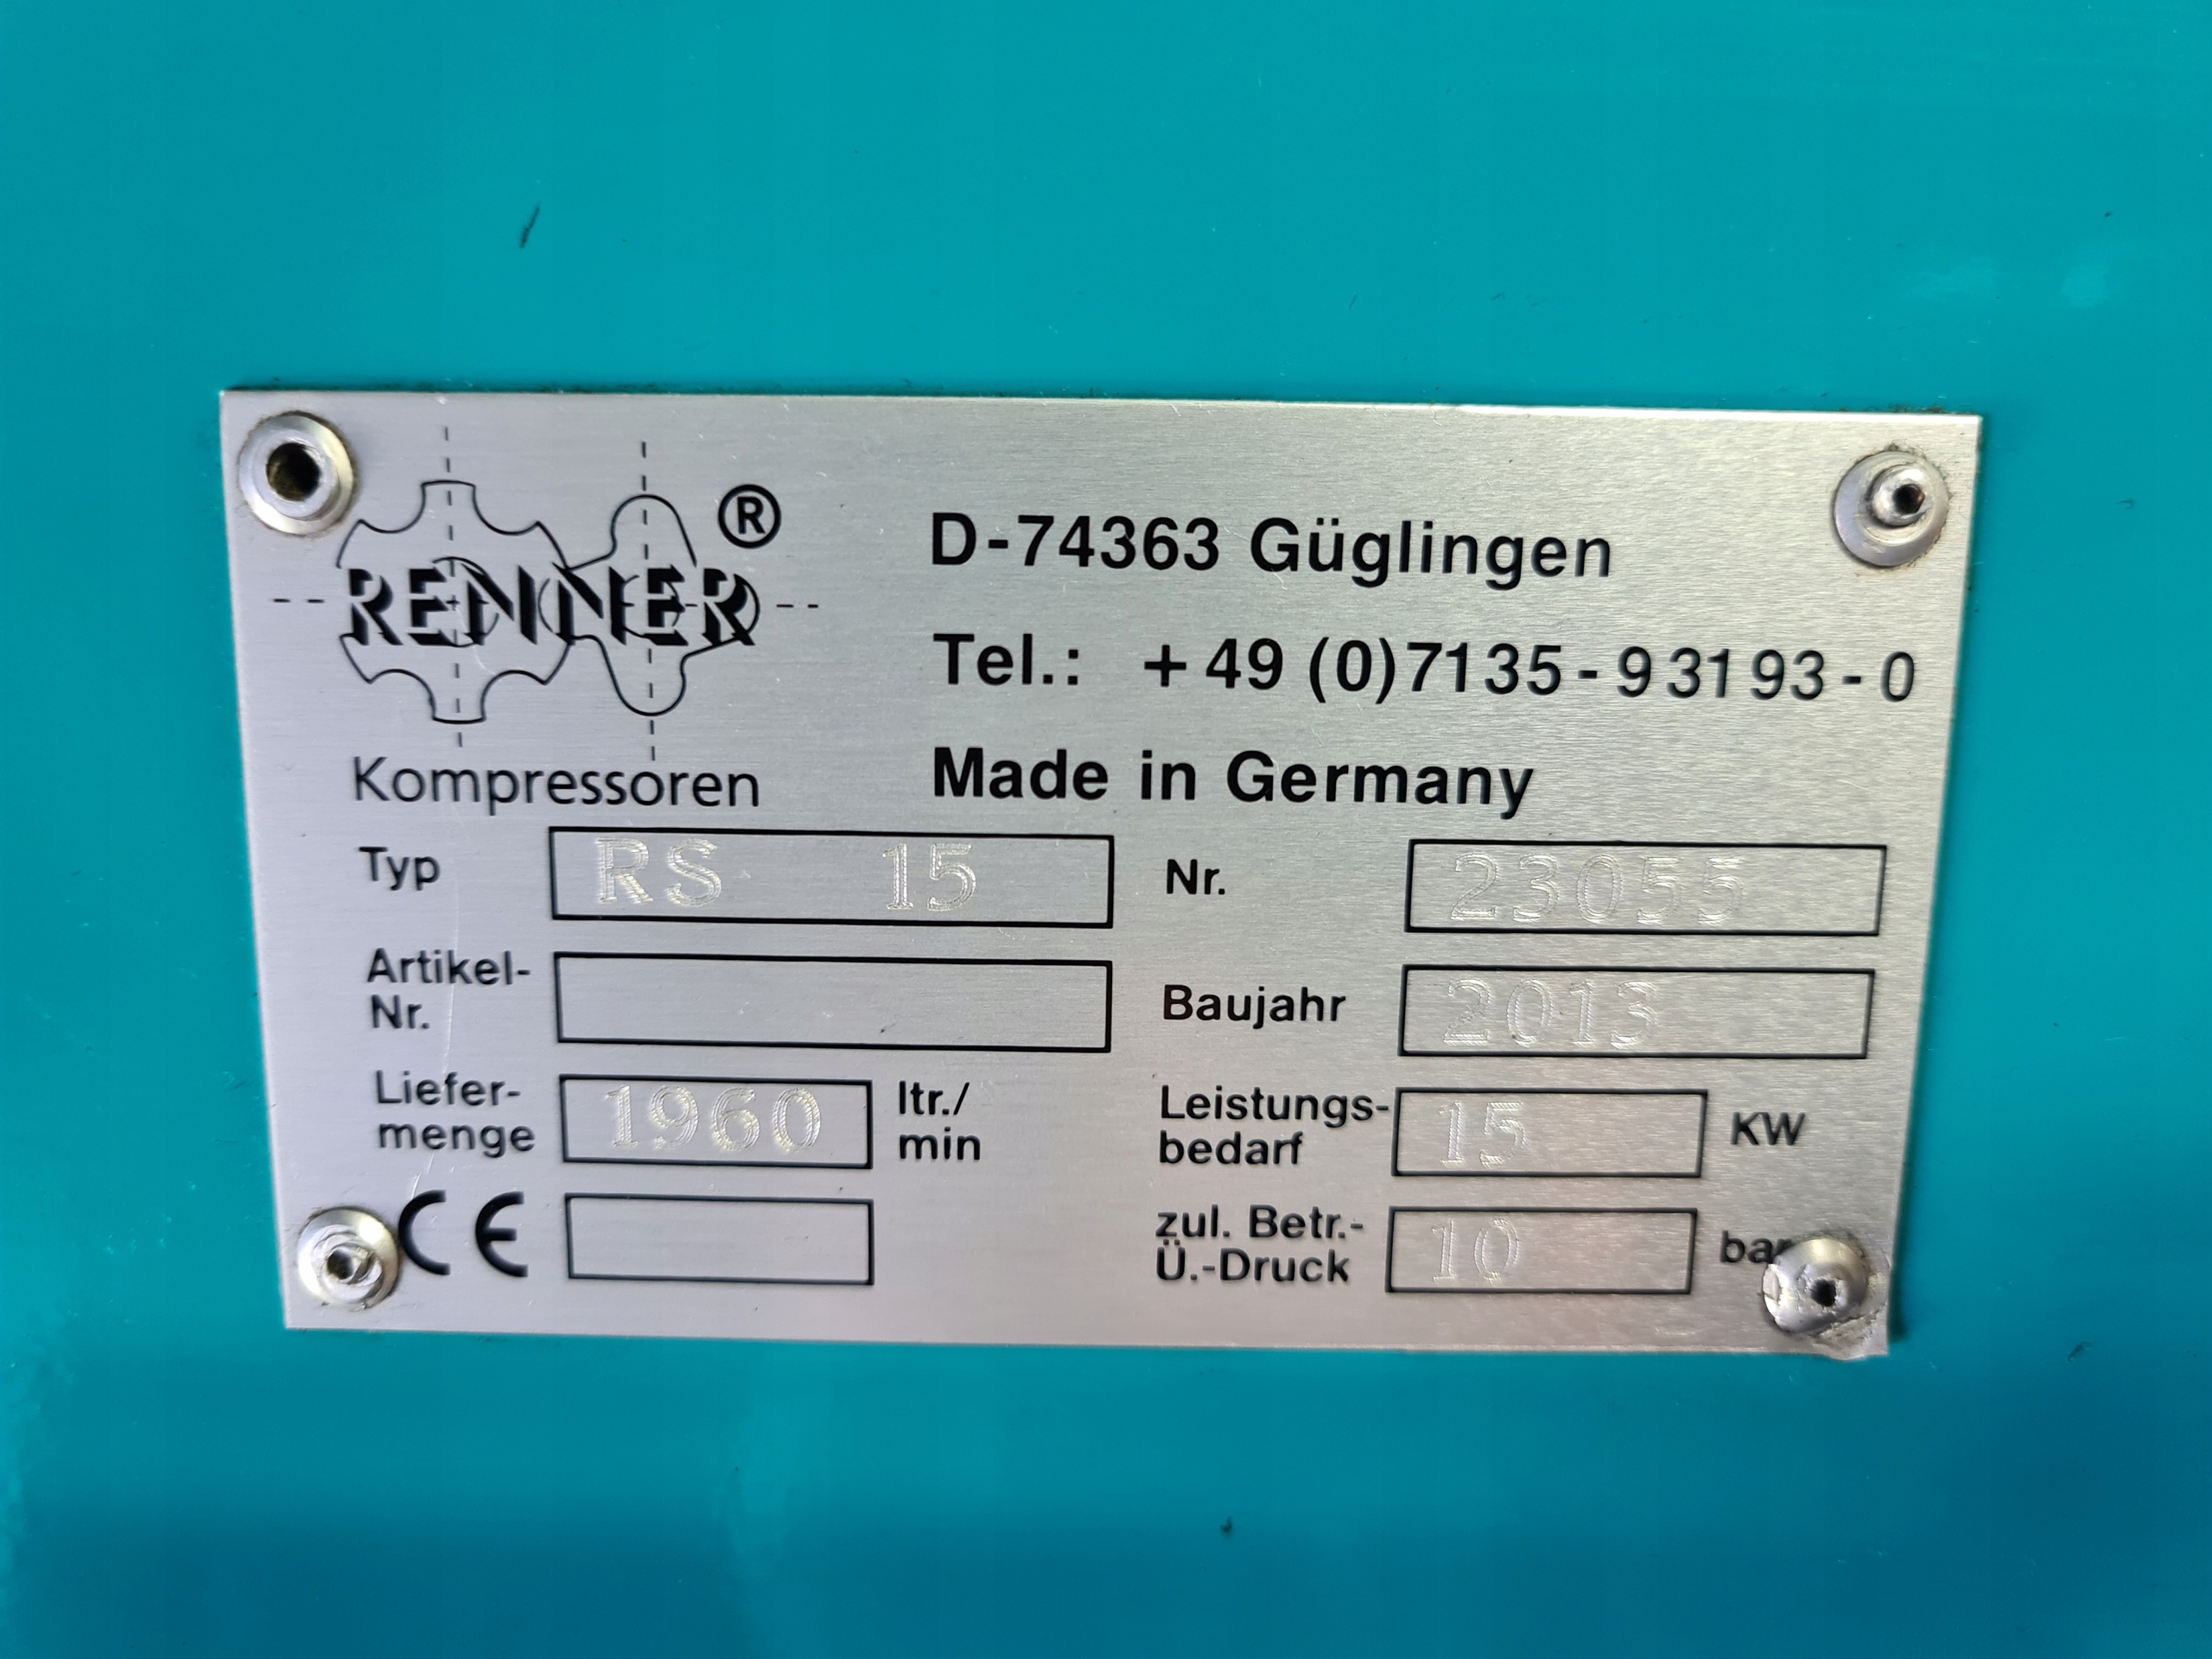 RENNER ®
Kompressoren
D-74363 Güglingen
Tel.: +49 (0)7135-93193-0
Made in Germany
Typ RS 15 Nr. 23055
Artikel-
Nr.
Baujahr 2013
Liefer-
menge 1960 ltr./
min
Leistungs-
bedarf 15 KW
CE
zul. Betr.-
Ü.-Druck 10 bar